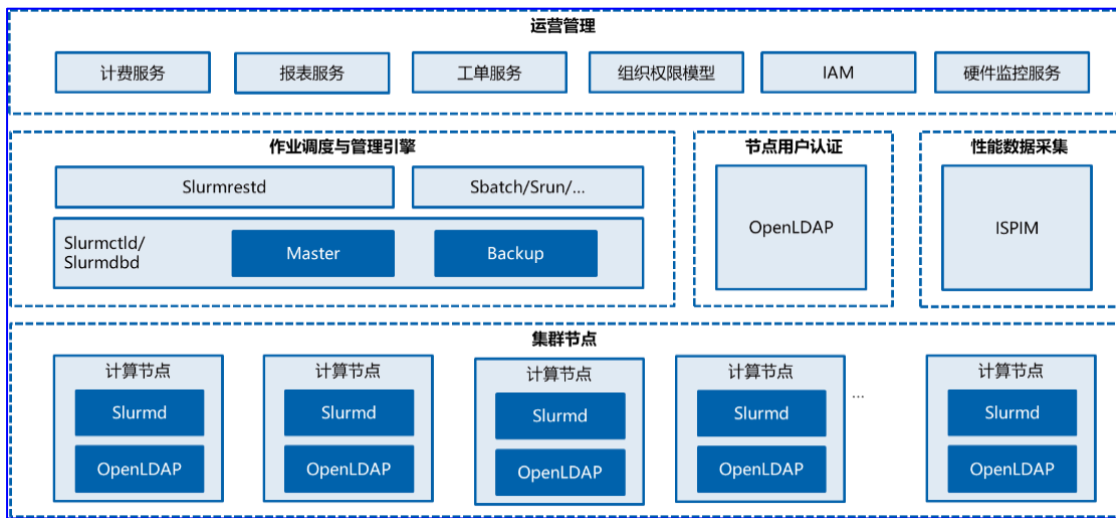 运营管理
计费服务
报表服务
工单服务
组织权限模型
IAM
硬件监控服务
作业调度与管理引擎
Slurmrestd
Sbatch/Srun/...
Slurmctld/
Slurmdbd
Master
Backup
节点用户认证
OpenLDAP
性能数据采集
ISPIM
集群节点
计算节点
Slurmd
OpenLDAP
计算节点
Slurmd
OpenLDAP
计算节点
Slurmd
OpenLDAP
计算节点
Slurmd
OpenLDAP
...
计算节点
Slurmd
OpenLDAP